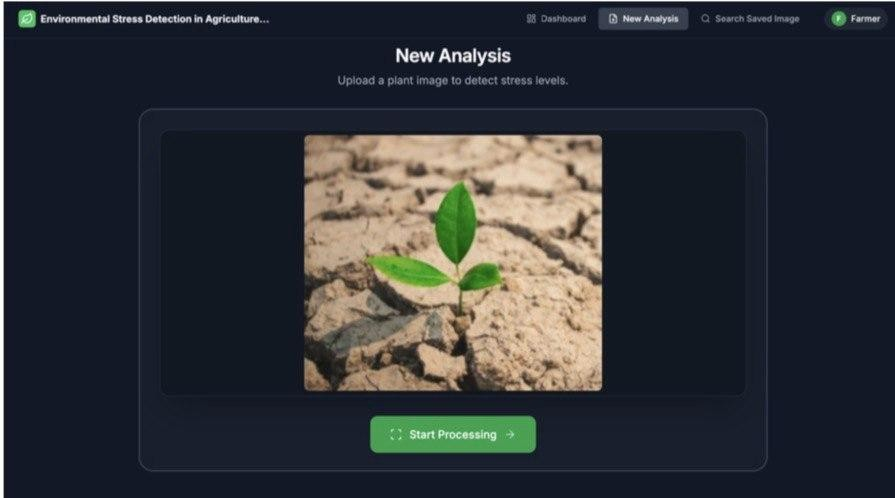 Environmental Stress Detection in Agriculture...
Dashboard
New Analysis
Search Saved Image
F
Farmer
New Analysis
Upload a plant image to detect stress levels.
Start Processing